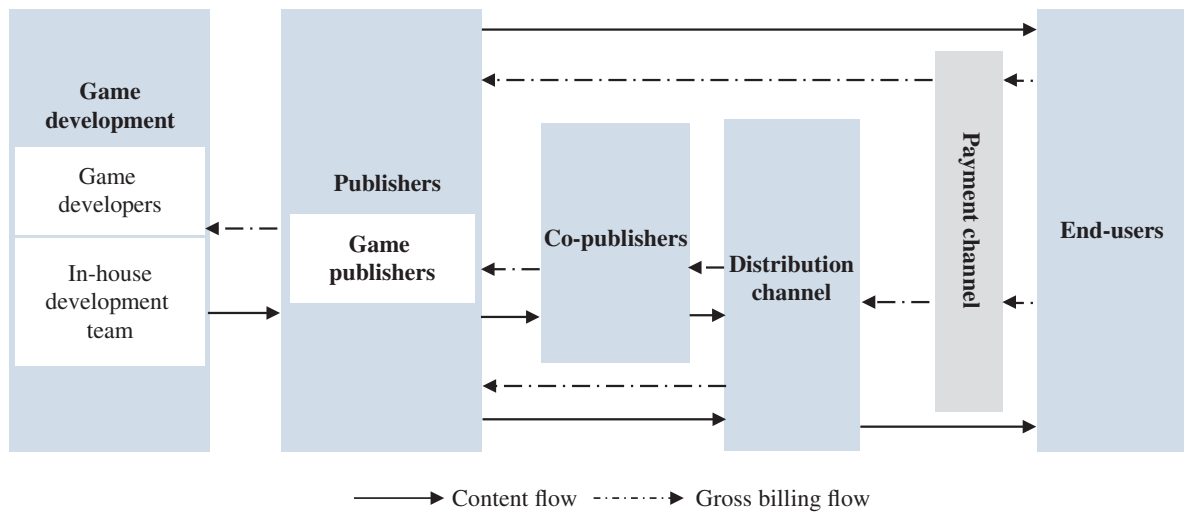 Game
development
Game
developers
In-house
development
team
Publishers
Game
publishers
Co-publishers
Distribution
channel
Payment channel
End-users
Content flow
Gross billing flow